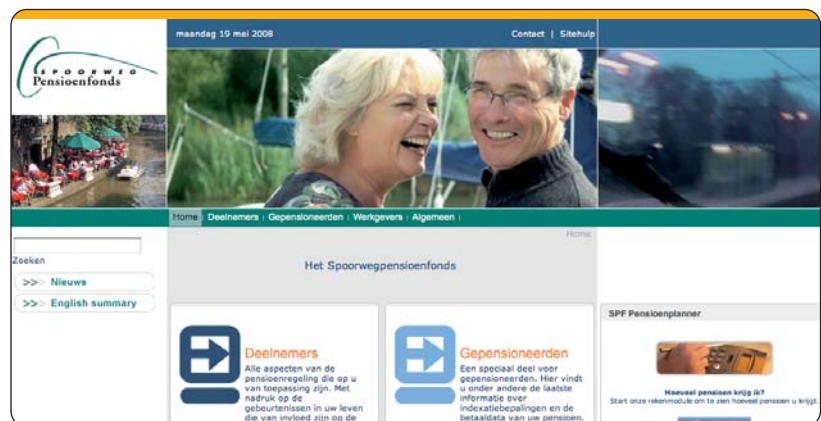 SPOORWEG
Pensioenfonds
maandag 19 mei 2008
Contact | Sitehulp
Home | Deelnemers | Gepensioneerden | Werkgevers | Algemeen |
Home
Zoeken
>>> Nieuws
>>> English summary
Het Spoorwegpensioenfonds
Deelnemers
Alle aspecten van de
pensioenregeling die op u
van toepassing zijn. Met
nadruk op de
gebeurtenissen in uw leven
die van invloed zijn op de
Gepensioneerden
Een speciaal deel voor
gepensioneerden. Hier vindt
u onder andere de laatste
informatie over
indexatiebepalingen en de
betaaldata van uw pensioen.
SPF Pensioenplanner
Hoeveel pensioen krijg ik?
Start onze rekenmodule om te zien hoeveel pensioen u krijgt.